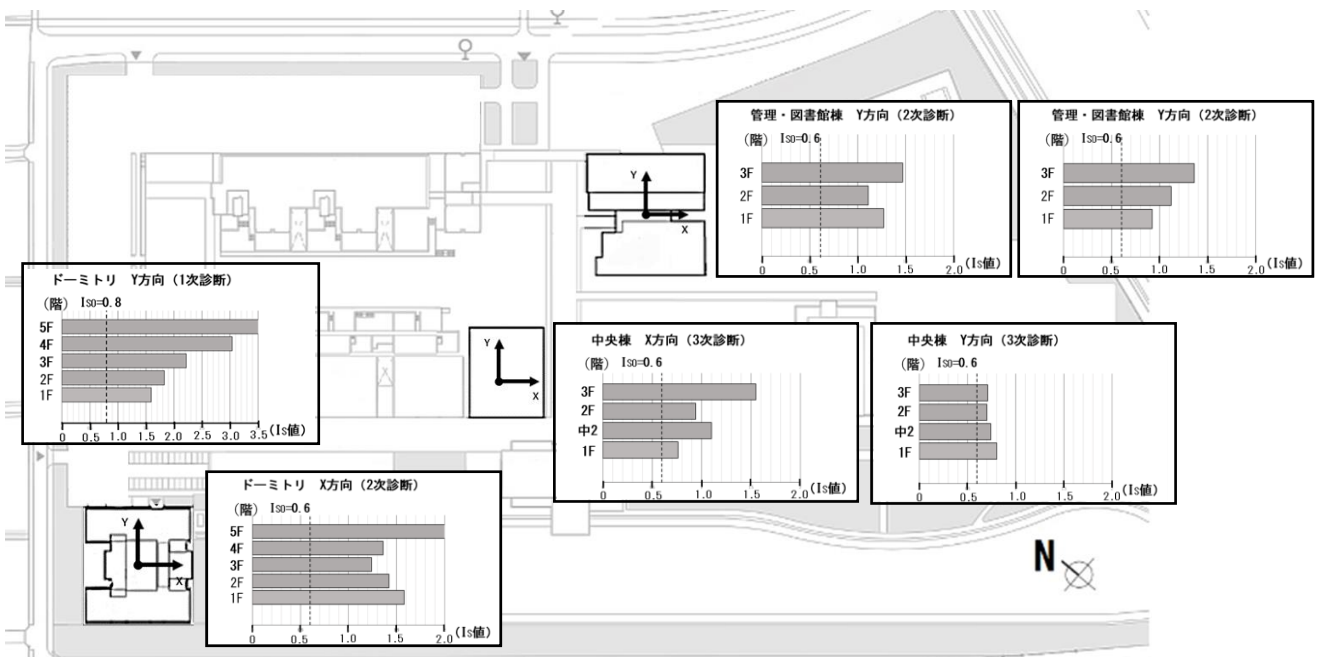 管理・図書館棟 Y方向（2次診断）
（階） Iso=0.6
3F
2F
1F
0 0.5 1.0 1.5 2.0 (Is値)
管理・図書館棟 Y方向（2次診断）
（階） Iso=0.6
3F
2F
1F
0 0.5 1.0 1.5 2.0 (Is値)
Y
X
ドーミトリ Y方向（1次診断）
（階） Iso=0.8
5F
4F
3F
2F
1F
0 0.5 1.0 1.5 2.0 2.5 3.0 3.5 (Is値)
Y
X
中央棟 X方向（3次診断）
（階） Iso=0.6
3F
2F
中2
1F
0 0.5 1.0 1.5 2.0 (Is値)
中央棟 Y方向（3次診断）
（階） Iso=0.6
3F
2F
中2
1F
0 0.5 1.0 1.5 2.0 (Is値)
ドーミトリ X方向（2次診断）
（階） Iso=0.6
5F
4F
3F
2F
1F
0 0.5 1.0 1.5 2.0 (Is値)
Y
X
N